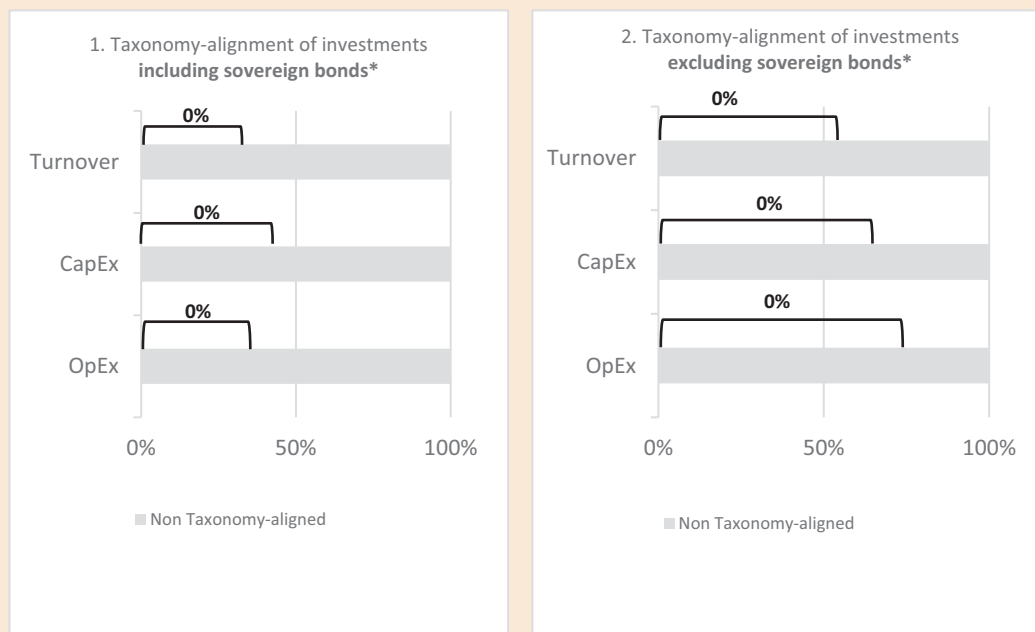 1. Taxonomy-alignment of investments
including sovereign bonds*
0%
Turnover
0%
CapEx
0%
OpEx
0%
50%
100%
Non Taxonomy-aligned
2. Taxonomy-alignment of investments
excluding sovereign bonds*
0%
Turnover
0%
CapEx
0%
OpEx
0%
50%
100%
Non Taxonomy-aligned